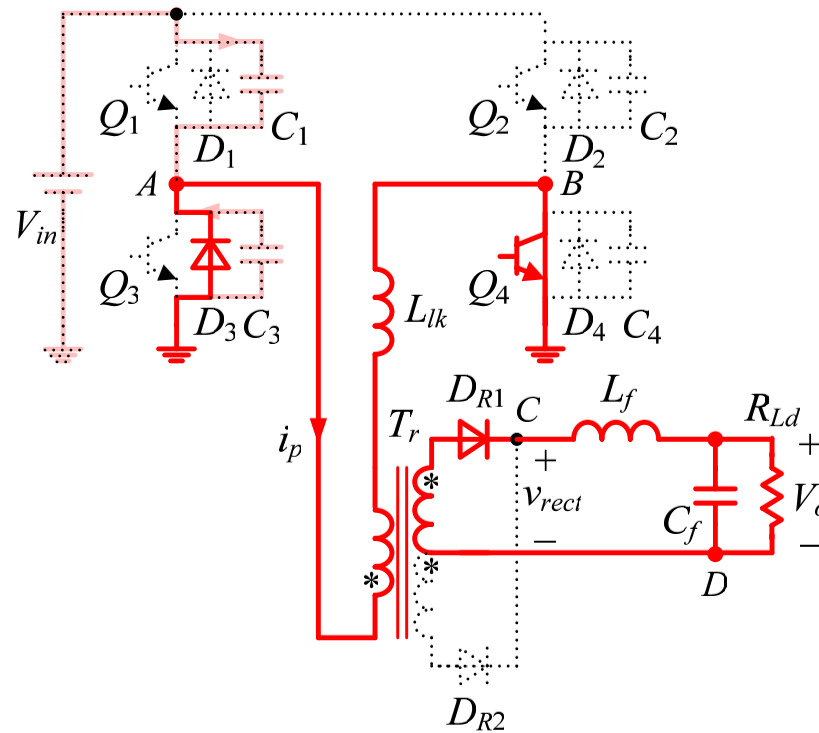 Q1
D1
C1
Q2
D2
C2
A
B
Vin
Q3
D3
C3
Q4
D4
C4
Llk
DR1
C
Lf
RLd
Tr
ip
*
+
vrect
−
Cf
+
−
*
*
D
DR2